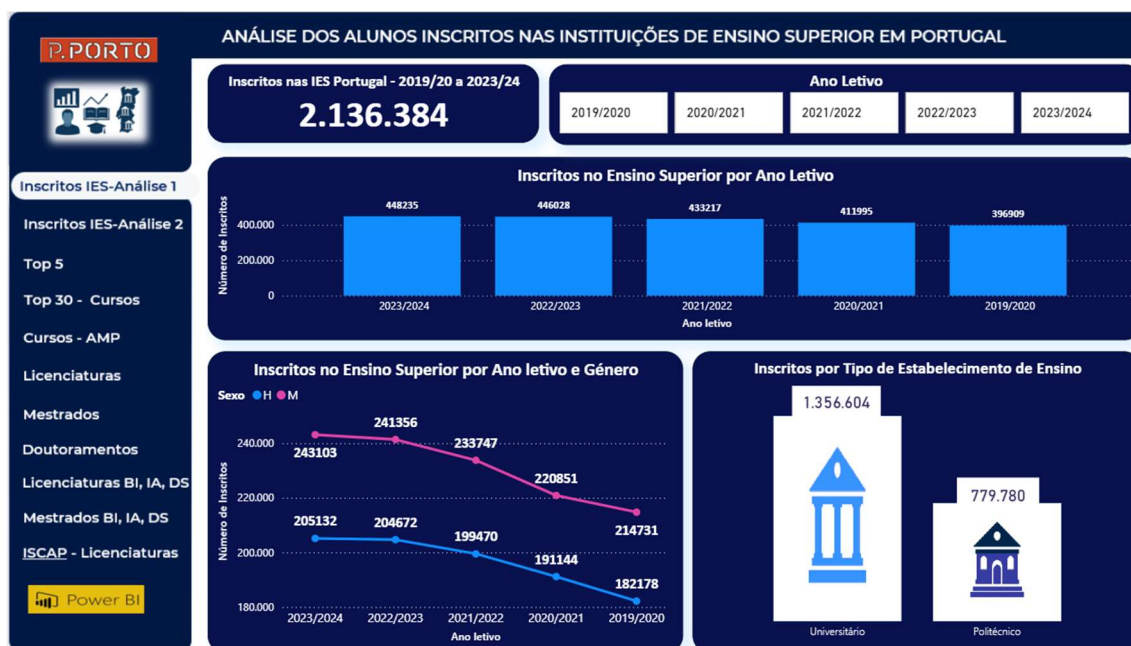 P.PORTO
ANÁLISE DOS ALUNOS INSCRITOS NAS INSTITUIÇÕES DE ENSINO SUPERIOR EM PORTUGAL
Inscritos nas IES Portugal - 2019/20 a 2023/24
2.136.384
Ano Letivo
2019/2020
2020/2021
2021/2022
2022/2023
2023/2024
Inscritos IES-Análise 1
Inscritos IES-Análise 2
Top 5
Top 30 - Cursos
Cursos - AMP
Licenciaturas
Mestrados
Doutoramentos
Licenciaturas BI, IA, DS
Mestrados BI, IA, DS
ISCAP - Licenciaturas
Power BI
Inscritos no Ensino Superior por Ano Letivo
Número de Inscritos
400.000
200.000
0
448235
446028
433217
411995
396909
2023/2024
2022/2023
2021/2022
2020/2021
2019/2020
Ano letivo
Inscritos no Ensino Superior por Ano letivo e Género
Sexo H M
Número de Inscritos
240.000
220.000
200.000
180.000
243103
241356
233747
220851
214731
205132
204672
199470
191144
182178
2023/2024
2022/2023
2021/2022
2020/2021
2019/2020
Ano letivo
Inscritos por Tipo de Estabelecimento de Ensino
1.356.604
779.780
Universitário
Politécnico